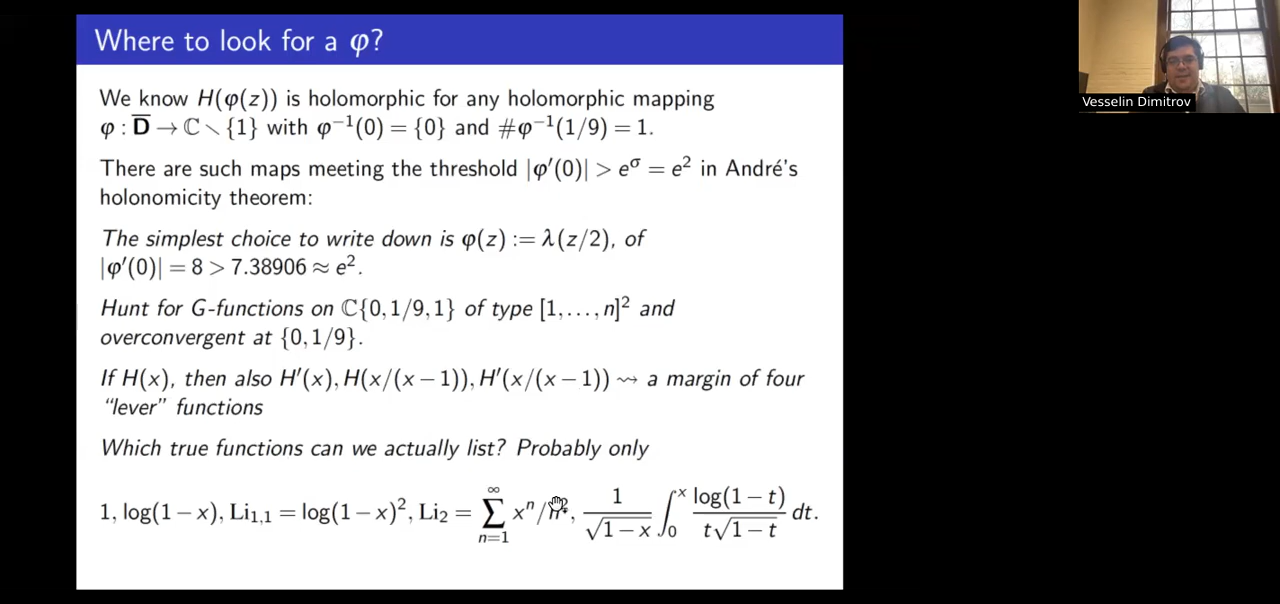 Where to look for a φ?
We know H(φ(z)) is holomorphic for any holomorphic mapping
φ : D̅ → ℂ ∖ {1} with φ⁻¹(0) = {0} and #φ⁻¹(1/9) = 1.
There are such maps meeting the threshold |φ′(0)| > e^σ = e² in André's
holonomicity theorem:
The simplest choice to write down is φ(z) := λ(z/2), of
|φ′(0)| = 8 > 7.38906 ≈ e².
Hunt for G-functions on ℂ{0, 1/9, 1} of type [1, . . . , n]² and
overconvergent at {0, 1/9}.
If H(x), then also H′(x), H(x/(x − 1)), H′(x/(x − 1)) ⇝ a margin of four
“lever” functions
Which true functions can we actually list? Probably only
1, log(1 − x), Li₁,₁ = log(1 − x)², Li₂ = ∑_{n=1}^{∞} xⁿ/n², 1/√(1 − x) ∫₀ˣ log(1 − t)/(t√(1 − t)) dt.
Vesselin Dimitrov